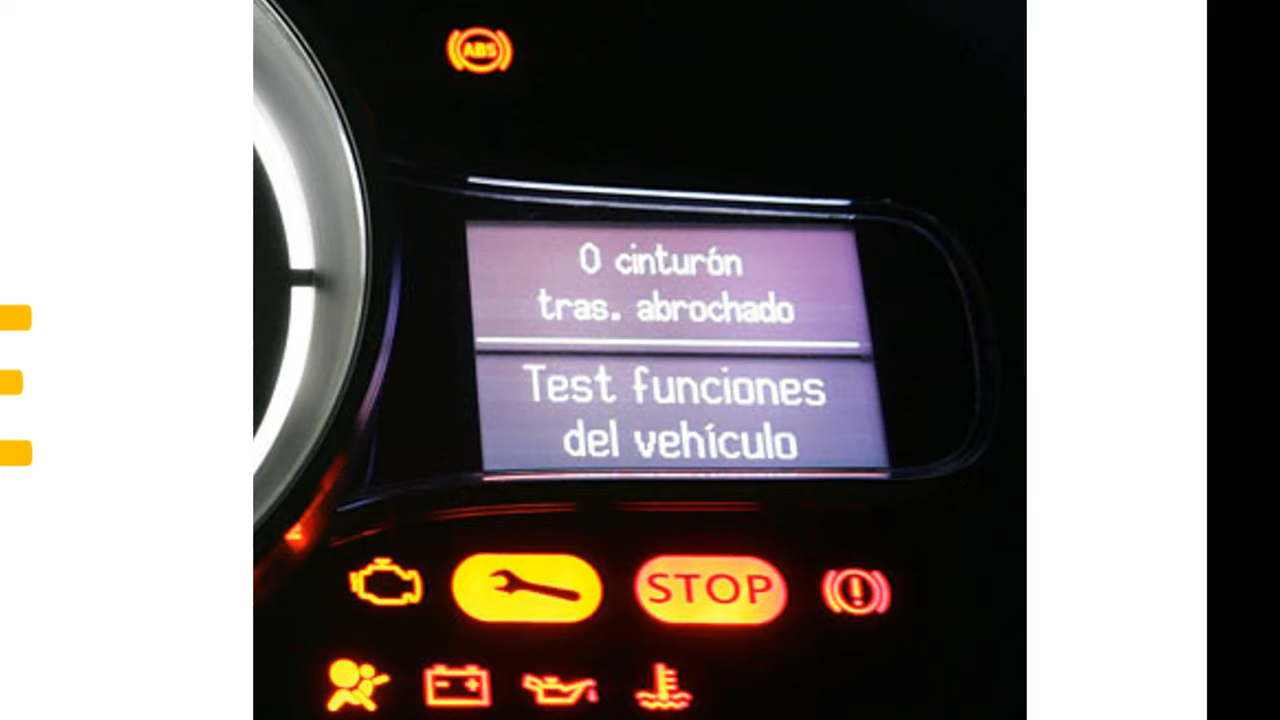 ABS
0 cinturón
tras. abrochado
Test funciones
del vehículo
STOP